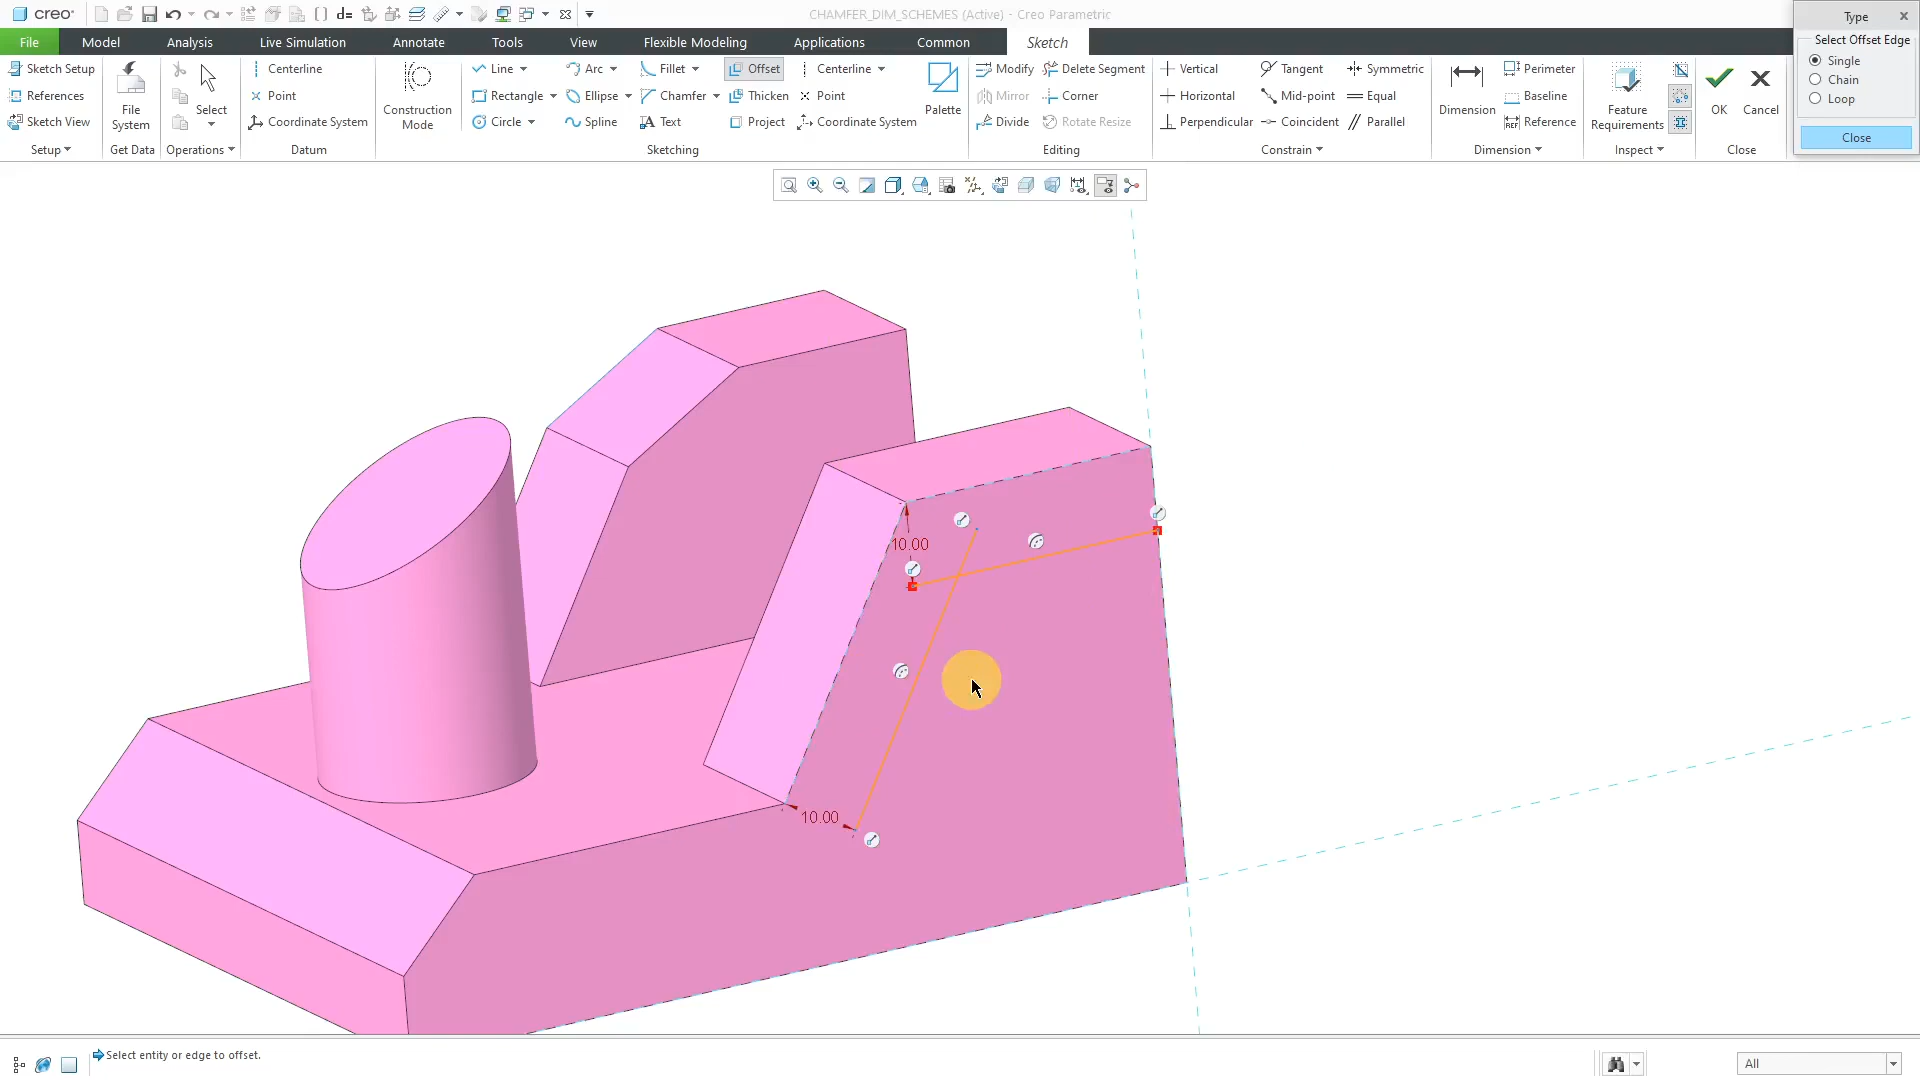 creo
CHAMFER_DIM_SCHEMES (Active) - Creo Parametric
Type
File
Model
Analysis
Live Simulation
Annotate
Tools
View
Flexible Modeling
Applications
Common
Sketch
Select Offset Edge
Single
Chain
Loop
Close
Sketch Setup
References
Sketch View
Setup
File System
Get Data
Select
Operations
Centerline
Point
Coordinate System
Datum
Construction Mode
Line
Rectangle
Circle
Arc
Ellipse
Spline
Fillet
Chamfer
Text
Offset
Thicken
Project
Centerline
Point
Coordinate System
Palette
Sketching
Modify
Mirror
Divide
Delete Segment
Corner
Rotate Resize
Editing
Vertical
Horizontal
Perpendicular
Tangent
Mid-point
Coincident
Symmetric
Equal
Parallel
Constrain
Dimension
Perimeter
Baseline
REF Reference
Dimension
Feature Requirements
Inspect
OK
Cancel
Close
10.00
10.00
Select entity or edge to offset.
All